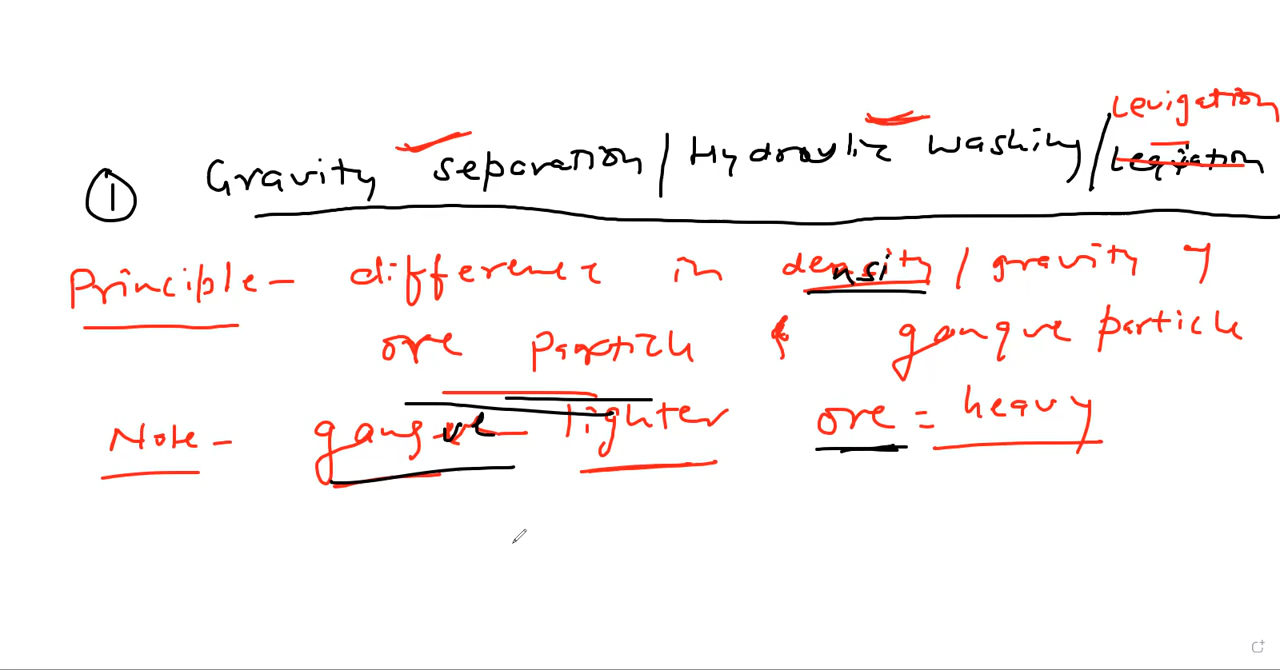 ① Gravity separation / Hydraulic washing / Levigation
Principle - difference in density / gravity of
ore particle & gangue particle
Note - gangue - lighter ore = heavy